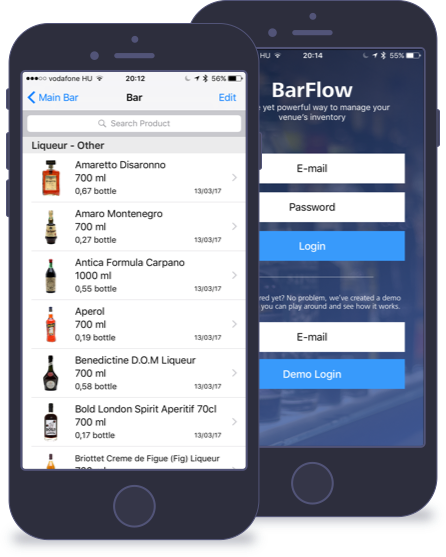 vodafone HU 20:12 56%
Main Bar Bar Edit
Search Product
Liqueur - Other
Amaretto Disaronno
700 ml
0,67 bottle 13/03/17
Amaro Montenegro
700 ml
0,27 bottle 13/03/17
Antica Formula Carpano
1000 ml
0,55 bottle 13/03/17
Aperol
700 ml
0,19 bottle 13/03/17
Benedictine D.O.M Liqueur
700 ml
0,58 bottle 13/03/17
Bold London Spirit Aperitif 70cl
700 ml
0,17 bottle 13/03/17
Briottet Creme de Figue (Fig) Liqueur
HU 20:14 55%
BarFlow
yet powerful way to manage your
venue's inventory
E-mail
Password
Login
yet? No problem, we've created a demo
you can play around and see how it works.
E-mail
Demo Login